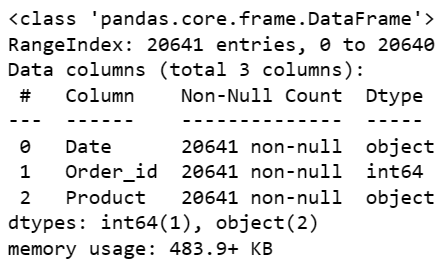 <class 'pandas.core.frame.DataFrame'>
RangeIndex: 20641 entries, 0 to 20640
Data columns (total 3 columns):
 #   Column    Non-Null Count  Dtype
---  ------    --------------  -----
 0   Date      20641 non-null  object
 1   Order_id  20641 non-null  int64
 2   Product   20641 non-null  object
dtypes: int64(1), object(2)
memory usage: 483.9+ KB